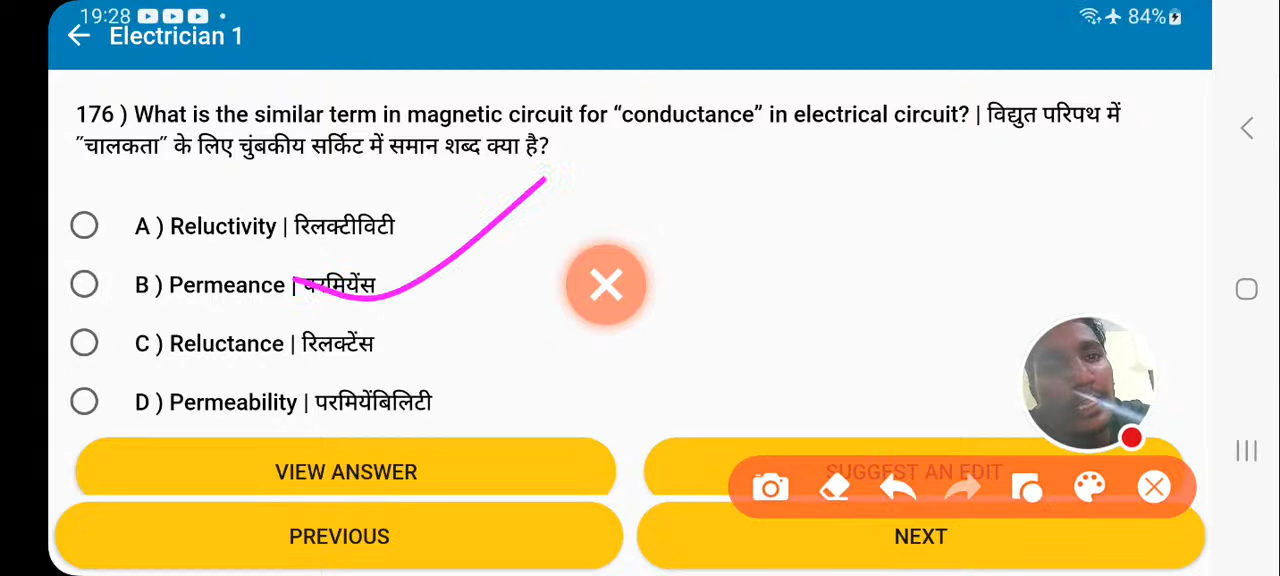 19:28
84%
Electrician 1
176 ) What is the similar term in magnetic circuit for “conductance” in electrical circuit? | विद्युत परिपथ में
″चालकता″ के लिए चुंबकीय सर्किट में समान शब्द क्या है?
A ) Reluctivity | रिलक्टीविटी
B ) Permeance | परमियेंस
C ) Reluctance | रिलक्टेंस
D ) Permeability | परमियेंबिलिटी
VIEW ANSWER
SUGGEST AN EDIT
PREVIOUS
NEXT